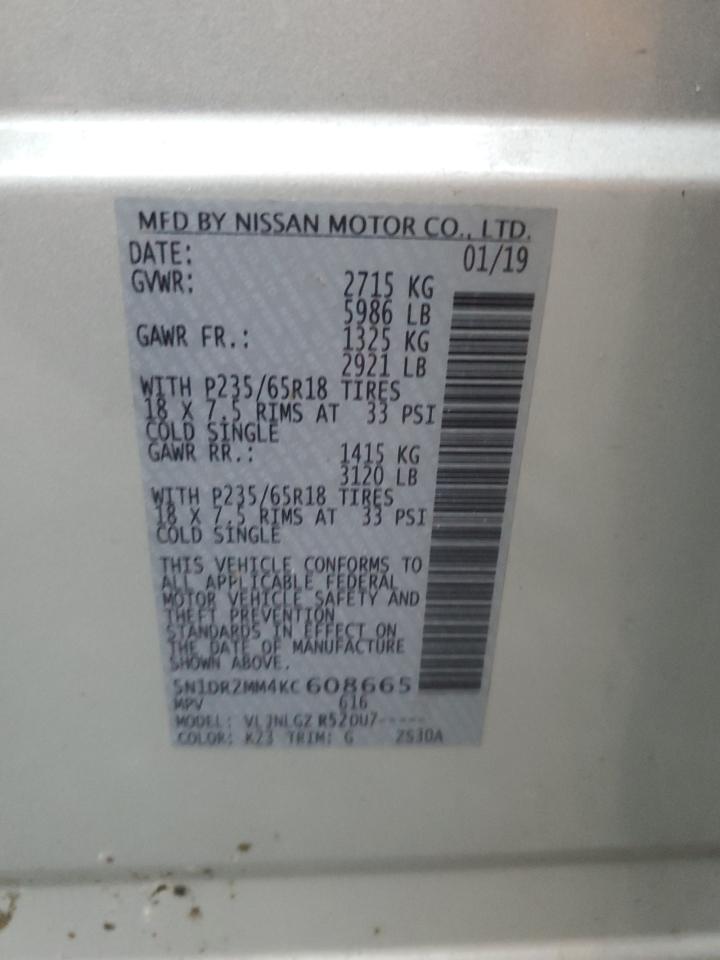 MFD BY NISSAN MOTOR CO., LTD.
DATE: 01/19
GVWR: 2715 KG
5986 LB
GAWR FR.: 1325 KG
2921 LB
WITH P235/65R18 TIRES
18 X 7.5 RIMS AT 33 PSI
COLD SINGLE
GAWR RR.: 1415 KG
3120 LB
WITH P235/65R18 TIRES
18 X 7.5 RIMS AT 33 PSI
COLD SINGLE
THIS VEHICLE CONFORMS TO
ALL APPLICABLE FEDERAL
MOTOR VEHICLE SAFETY AND
THEFT PREVENTION
STANDARDS IN EFFECT ON
THE DATE OF MANUFACTURE
SHOWN ABOVE.
5N1DR2MM4KC608665
MPV 616
MODEL:
COLOR: K23 TRIM: G